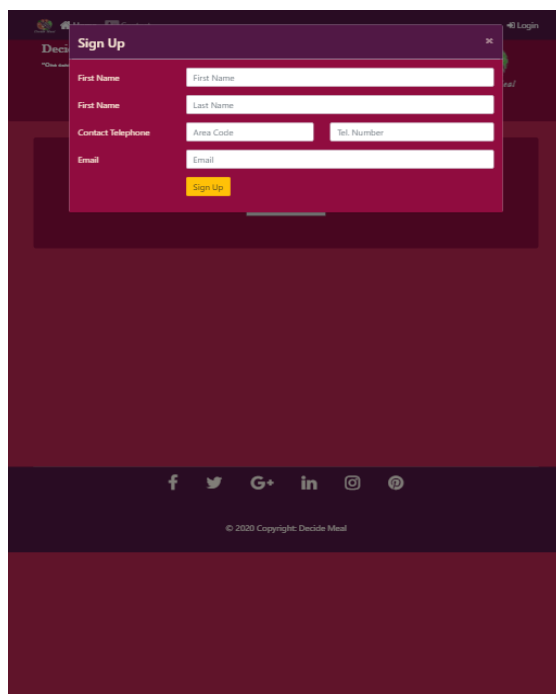 Login
Sign Up
×
First Name
First Name
First Name
Last Name
Contact Telephone
Area Code
Tel. Number
Email
Email
Sign Up
© 2020 Copyright: Decide Meal